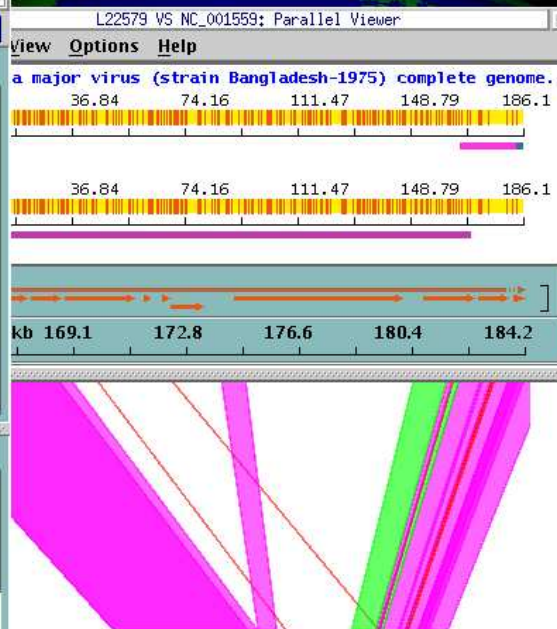 L22579 VS NC_001559: Parallel Viewer
View Options Help
a major virus (strain Bangladesh-1975) complete genome.
36.84 74.16 111.47 148.79 186.1
36.84 74.16 111.47 148.79 186.1
kb 169.1 172.8 176.6 180.4 184.2